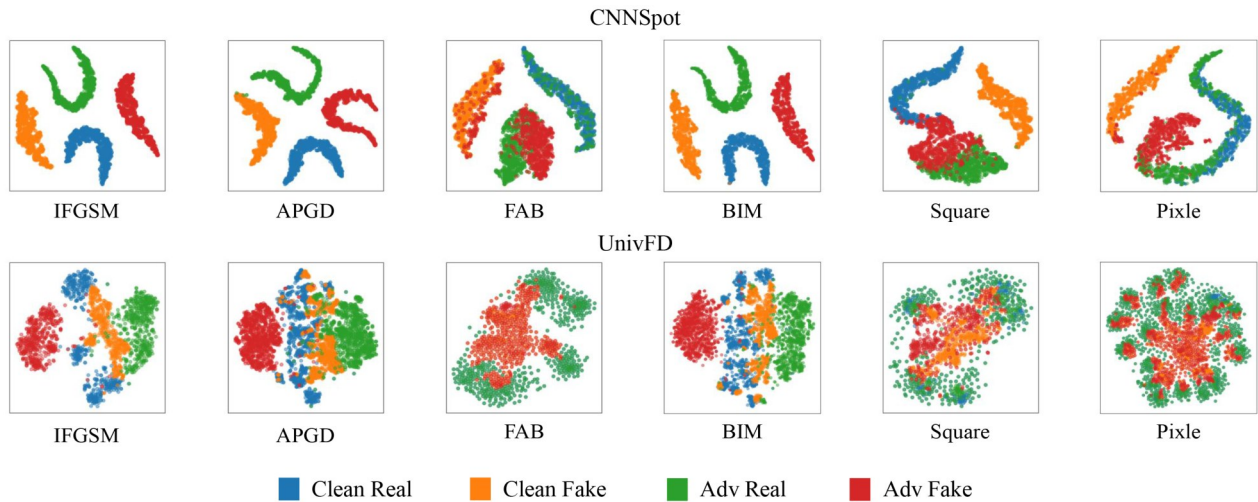 CNNSpot
IFGSM APGD FAB BIM Square Pixle
UnivFD
IFGSM APGD FAB BIM Square Pixle
Clean Real Clean Fake Adv Real Adv Fake